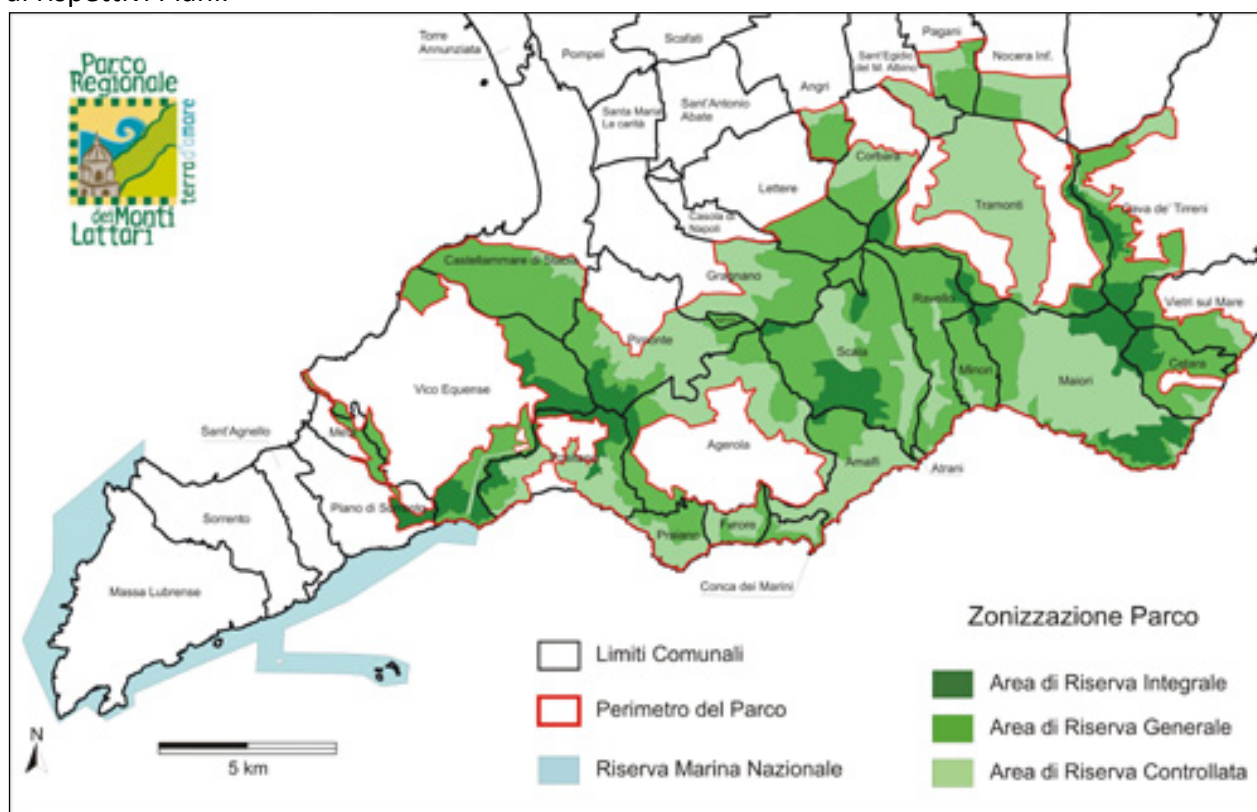 di rispettivi Piani.
Parco
Regionale
dei Monti
Lattari
terra d'amare
Torre
Annunziata
Pompei
Scafati
Pagani
Sant'Egidio
del M. Albino
Nocera Inf.
Angri
Santa Maria
La carità
Sant'Antonio
Abate
Corbara
Lettere
Casola di
Napoli
Tramonti
Cava de' Tirreni
Castellammare di Stabia
Gragnano
Ravello
Vietri sul Mare
Pimonte
Scala
Minori
Maiori
Cetara
Vico Equense
Sant'Agnello
Meta
Agerola
Positano
Amalfi
Atrani
Piano di Sorrento
Sorrento
Praiano
Furore
Conca dei Marini
Massa Lubrense
Zonizzazione Parco
Limiti Comunali
Perimetro del Parco
Riserva Marina Nazionale
Area di Riserva Integrale
Area di Riserva Generale
Area di Riserva Controllata
N
5 km